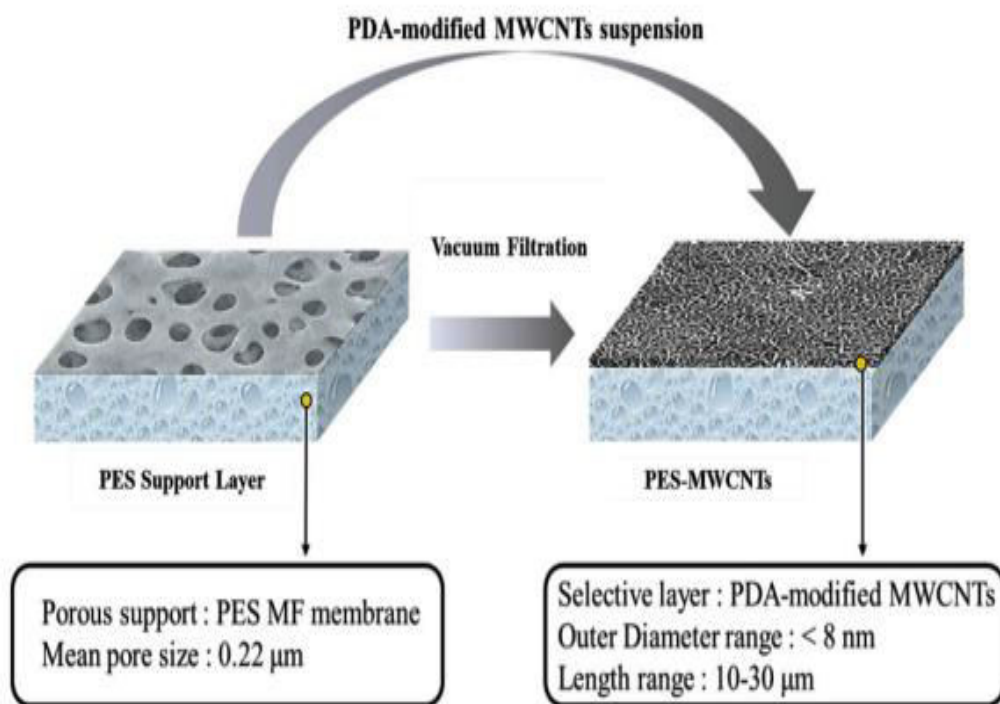 PDA-modified MWCNTs suspension
Vacuum Filtration
PES Support Layer
PES-MWCNTs
Porous support : PES MF membrane
Mean pore size : 0.22 μm
Selective layer : PDA-modified MWCNTs
Outer Diameter range : < 8 nm
Length range : 10-30 μm